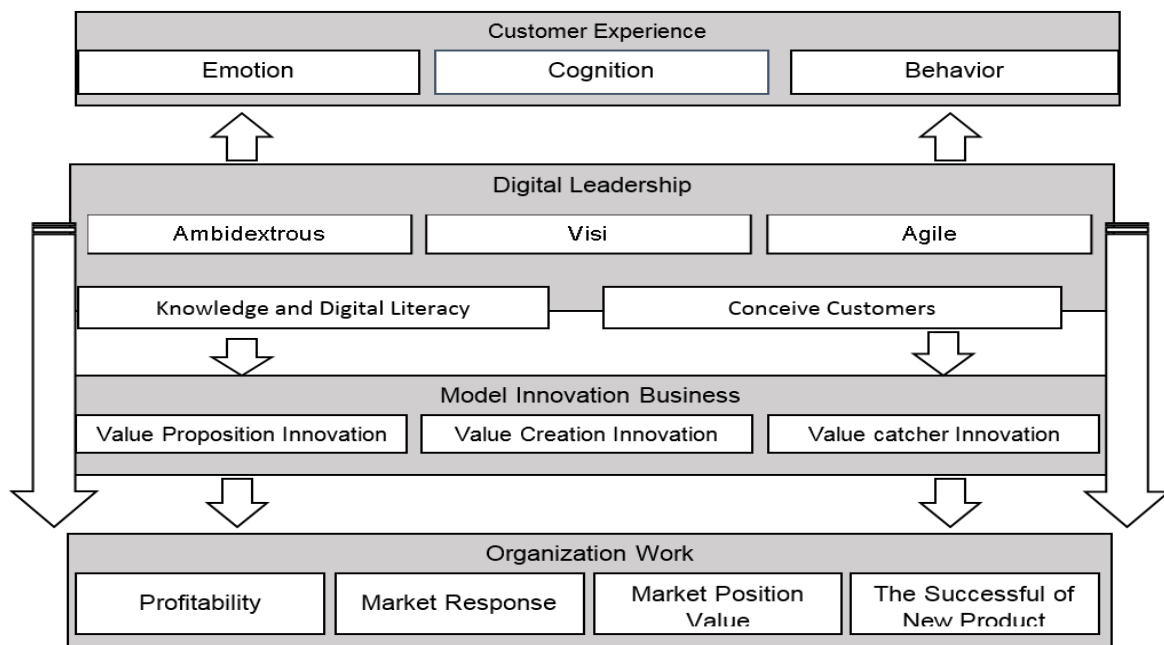 Customer Experience
Emotion
Cognition
Behavior
Digital Leadership
Ambidextrous
Visi
Agile
Knowledge and Digital Literacy
Conceive Customers
Model Innovation Business
Value Proposition Innovation
Value Creation Innovation
Value catcher Innovation
Organization Work
Profitability
Market Response
Market Position
Value
The Successful of
New Product